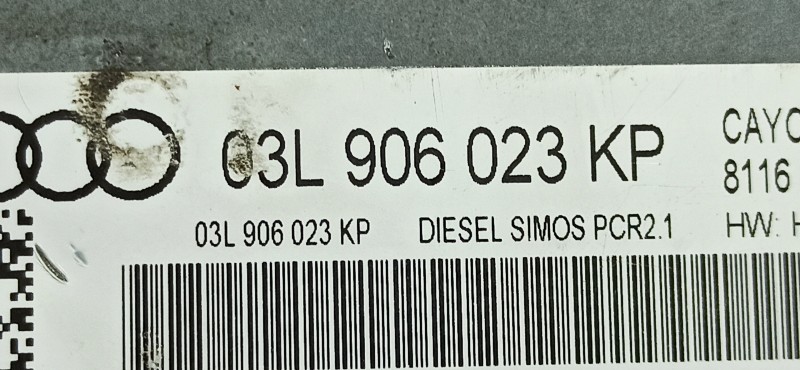 03L 906 023 KP
CAYC
8116
03L 906 023 KP DIESEL SIMOS PCR2.1
HW: H